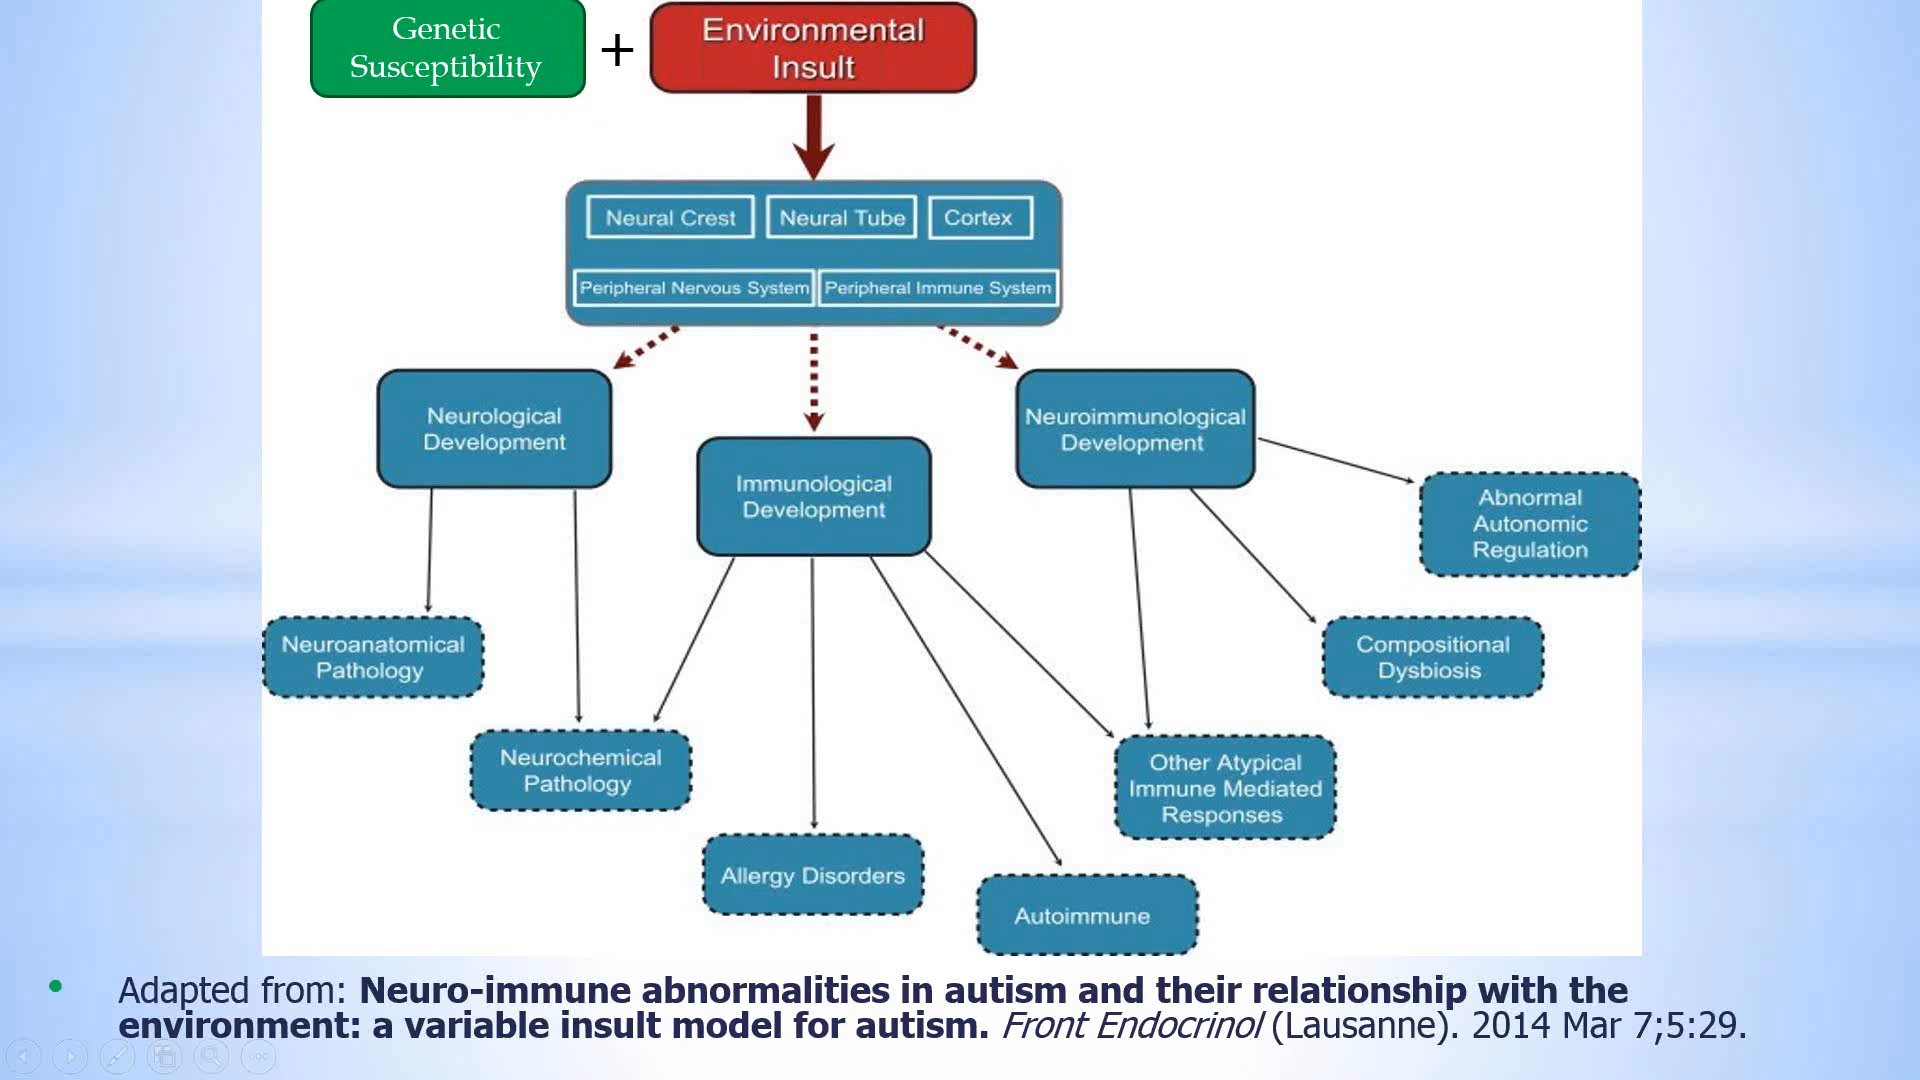 Genetic
Susceptibility
+
Environmental
Insult
Neural Crest
Neural Tube
Cortex
Peripheral Nervous System
Peripheral Immune System
Neurological
Development
Immunological
Development
Neuroimmunological
Development
Abnormal
Autonomic
Regulation
Neuroanatomical
Pathology
Compositional
Dysbiosis
Neurochemical
Pathology
Other Atypical
Immune Mediated
Responses
Allergy Disorders
Autoimmune
• Adapted from: Neuro-immune abnormalities in autism and their relationship with the
environment: a variable insult model for autism. Front Endocrinol (Lausanne). 2014 Mar 7;5:29.